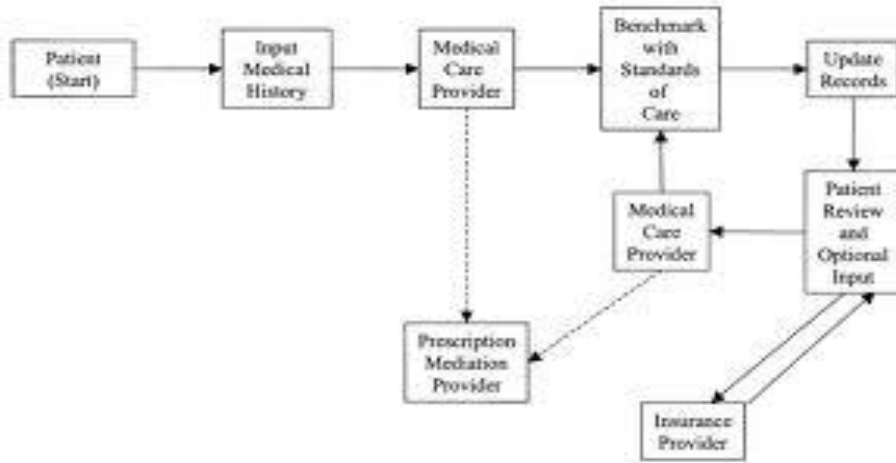 Patient
(Start)
Input
Medical
History
Medical
Care
Provider
Benchmark
with
Standards
of
Care
Update
Records
Patient
Review
and
Optional
Input
Medical
Care
Provider
Prescription
Mediation
Provider
Insurance
Provider